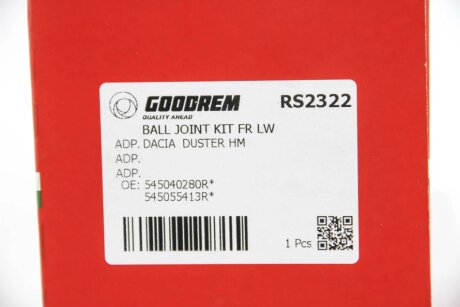 GOODREM RS2322
QUALITY AHEAD
BALL JOINT KIT FR LW
ADP. DACIA DUSTER HM
ADP.
ADP.
OE: 545040280R*
545055413R*
1 Pcs